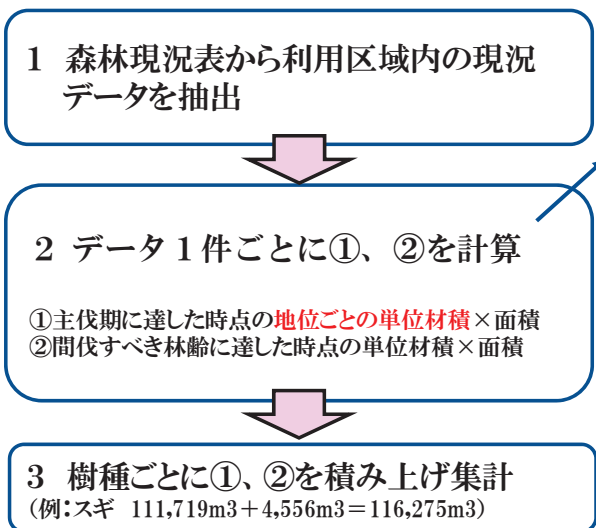 1 森林現況表から利用区域内の現況
データを抽出
2 データ1件ごとに①、②を計算
①主伐期に達した時点の地位ごとの単位材積×面積
②間伐すべき林齢に達した時点の単位材積×面積
3 樹種ごとに①、②を積み上げ集計
(例:スギ 111,719m3+4,556m3=116,275m3)